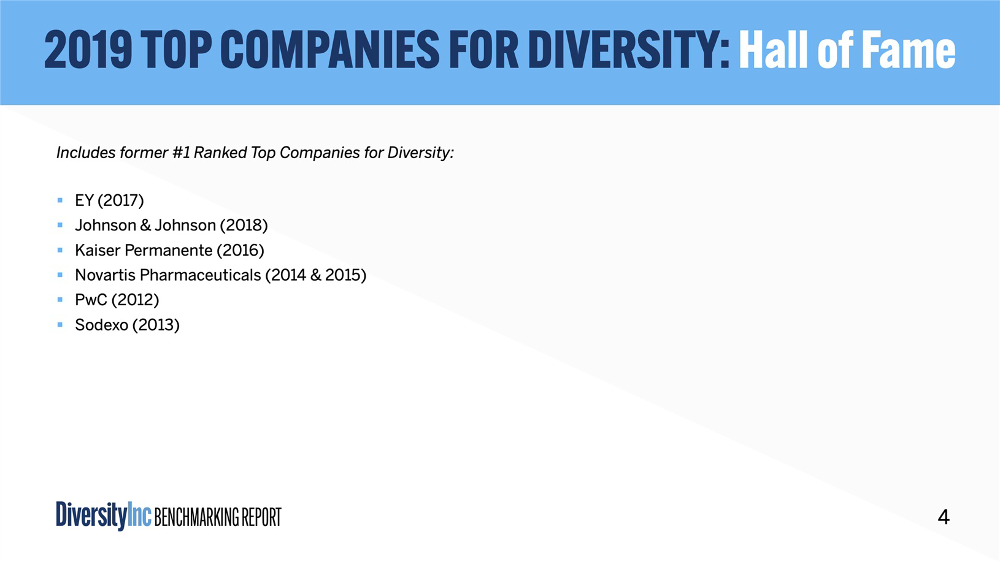 2019 TOP COMPANIES FOR DIVERSITY: Hall of Fame
Includes former #1 Ranked Top Companies for Diversity:
▪ EY (2017)
▪ Johnson & Johnson (2018)
▪ Kaiser Permanente (2016)
▪ Novartis Pharmaceuticals (2014 & 2015)
▪ PwC (2012)
▪ Sodexo (2013)
DiversityInc BENCHMARKING REPORT
4